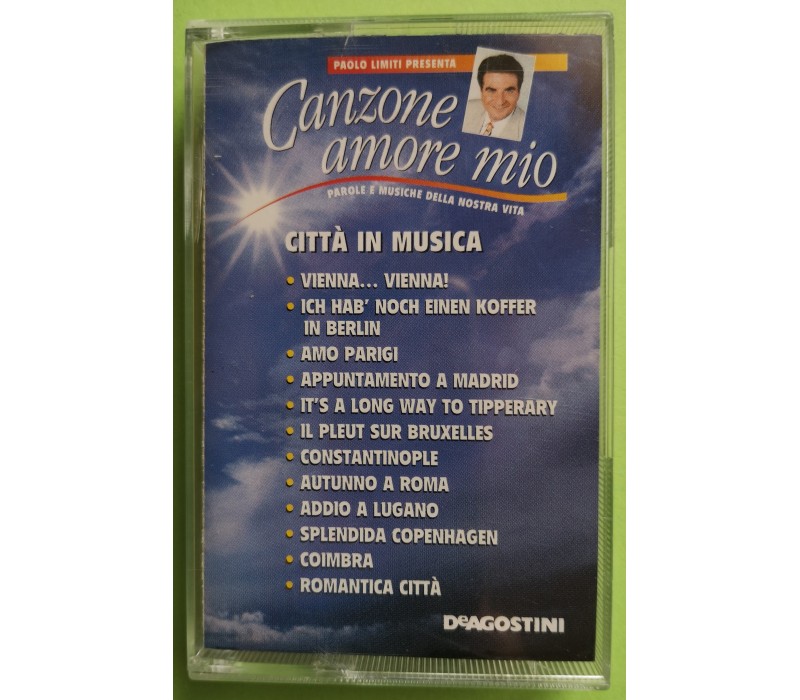 PAOLO LIMITI PRESENTA
Canzone
amore mio
PAROLE E MUSICHE DELLA NOSTRA VITA
CITTÀ IN MUSICA
• VIENNA... VIENNA!
• ICH HAB' NOCH EINEN KOFFER
IN BERLIN
• AMO PARIGI
• APPUNTAMENTO A MADRID
• IT'S A LONG WAY TO TIPPERARY
• IL PLEUT SUR BRUXELLES
• CONSTANTINOPLE
• AUTUNNO A ROMA
• ADDIO A LUGANO
• SPLENDIDA COPENHAGEN
• COIMBRA
• ROMANTICA CITTÀ
DeAGOSTINI